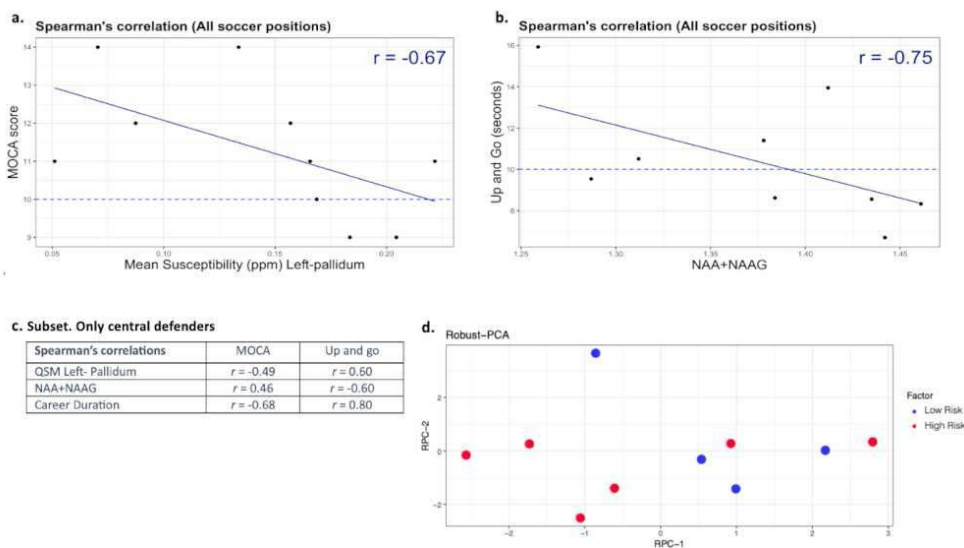 a.
Spearman's correlation (All soccer positions)
r = -0.67
MOCA score
14
13
12
11
10
9
0.05
0.10
0.15
0.20
Mean Susceptibility (ppm) Left-pallidum
b.
Spearman's correlation (All soccer positions)
r = -0.75
Up and Go (seconds)
16
14
12
10
8
1.25
1.30
1.35
1.40
1.45
NAA+NAAG
c. Subset. Only central defenders
Spearman's correlations MOCA Up and go
QSM Left- Pallidum r = -0.49 r = 0.60
NAA+NAAG r = 0.46 r = -0.60
Career Duration r = -0.68 r = 0.80
d.
Robust-PCA
RPC-2
2
0
-2
-2
-1
0
1
2
3
RPC-1
Factor
Low Risk
High Risk